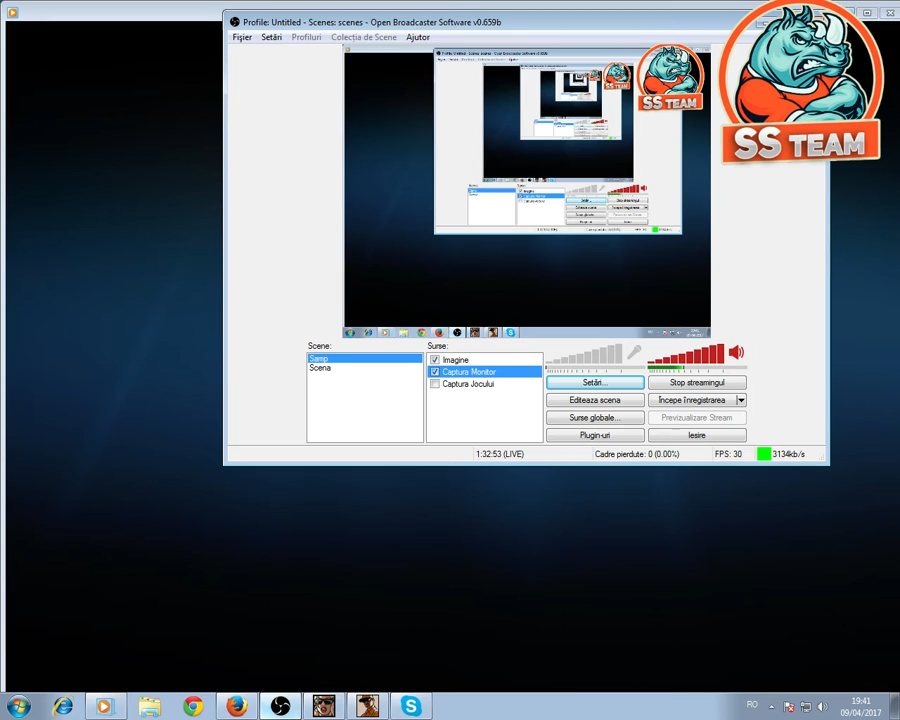 Profile: Untitled - Scenes: scenes - Open Broadcaster Software v0.659b
Fișier Setări Profiluri Colecția de Scene Ajutor
SS TEAM
SS TEAM
Scene:
Samp
Scena
Surse:
Imagine
Captura Monitor
Captura Jocului
Setări...
Stop streamingul
Editeaza scena
Începe înregistrarea
Surse globale...
Previzualizare Stream
Plugin-uri
Iesire
1:32:53 (LIVE)
Cadre pierdute: 0 (0.00%)
FPS: 30
3134kb/s
RO
19:41
09/04/2017